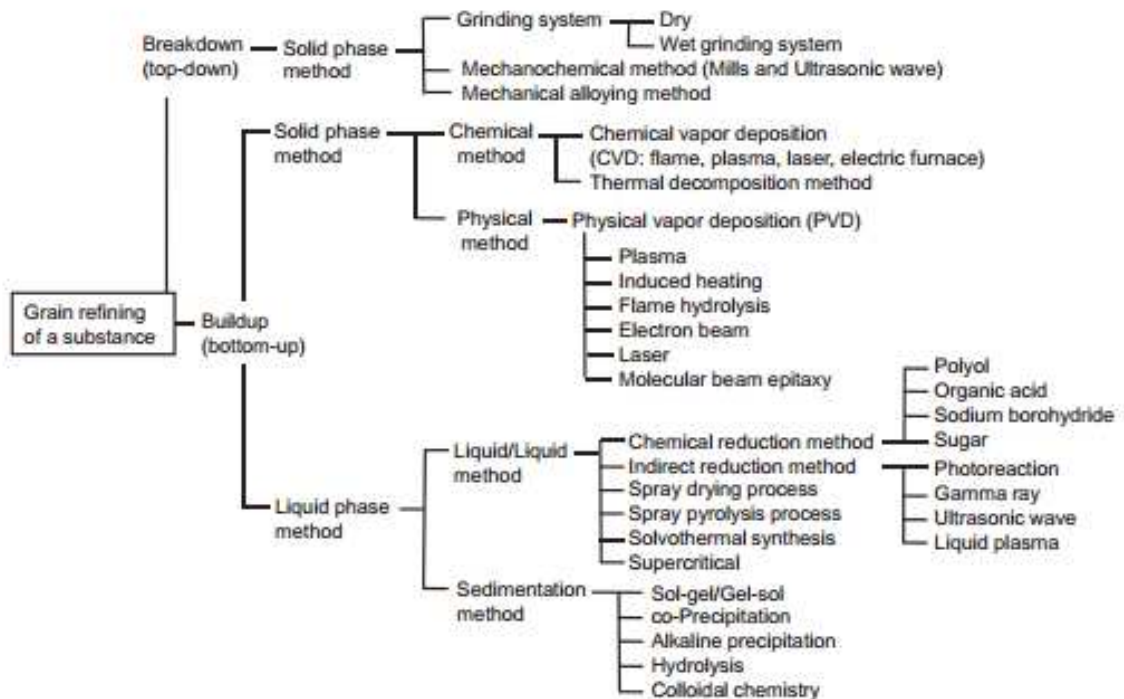 Grinding system
Dry
Wet grinding system
Breakdown
(top-down)
Solid phase
method
Mechanochemical method (Mills and Ultrasonic wave)
Mechanical alloying method
Solid phase
method
Chemical
method
Chemical vapor deposition
(CVD: flame, plasma, laser, electric furnace)
Thermal decomposition method
Physical
method
Physical vapor deposition (PVD)
Plasma
Induced heating
Flame hydrolysis
Electron beam
Laser
Molecular beam epitaxy
Grain refining
of a substance
Buildup
(bottom-up)
Liquid phase
method
Liquid/Liquid
method
Chemical reduction method
Polyol
Organic acid
Sodium borohydride
Sugar
Indirect reduction method
Photoreaction
Gamma ray
Ultrasonic wave
Liquid plasma
Spray drying process
Spray pyrolysis process
Solvothermal synthesis
Supercritical
Sedimentation
method
Sol-gel/Gel-sol
co-Precipitation
Alkaline precipitation
Hydrolysis
Colloidal chemistry